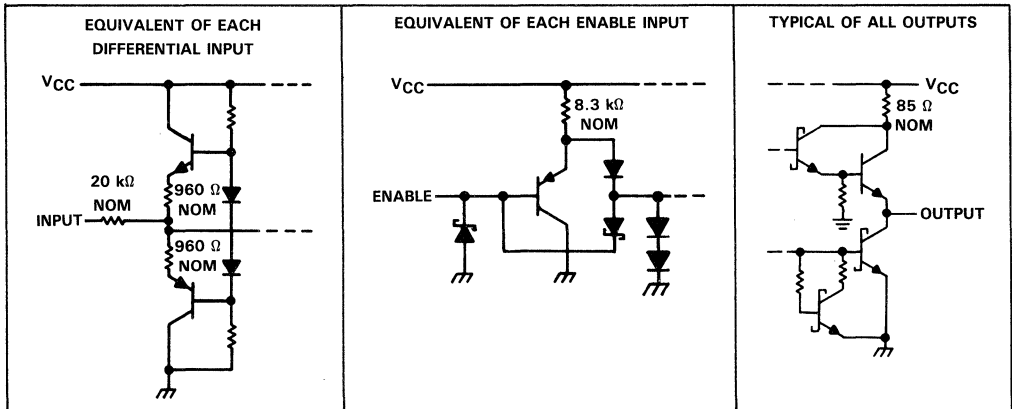 EQUIVALENT OF EACH
DIFFERENTIAL INPUT
VCC
20 kΩ
NOM
960 Ω
NOM
INPUT
960 Ω
NOM
EQUIVALENT OF EACH ENABLE INPUT
VCC
8.3 kΩ
NOM
ENABLE
TYPICAL OF ALL OUTPUTS
VCC
85 Ω
NOM
OUTPUT